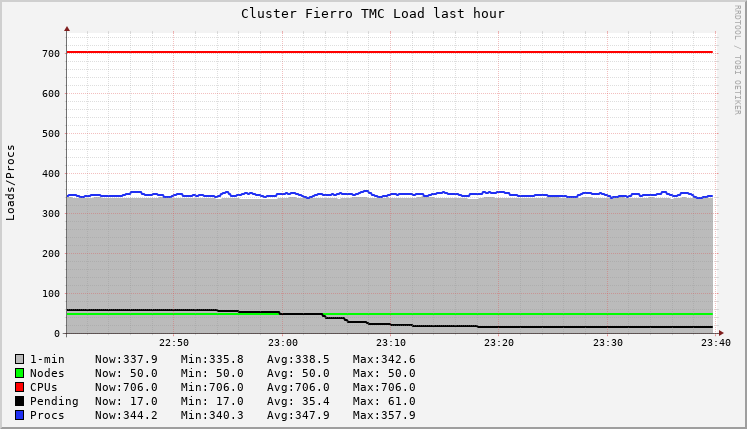 Cluster Fierro TMC Load last hour
RRDTOOL / TOBI OETIKER
Loads/Procs
700
600
500
400
300
200
100
0
22:50 23:00 23:10 23:20 23:30 23:40
1-min Now:337.9 Min:335.8 Avg:338.5 Max:342.6
Nodes Now: 50.0 Min: 50.0 Avg: 50.0 Max: 50.0
CPUs Now:706.0 Min:706.0 Avg:706.0 Max:706.0
Pending Now: 17.0 Min: 17.0 Avg: 35.4 Max: 61.0
Procs Now:344.2 Min:340.3 Avg:347.9 Max:357.9